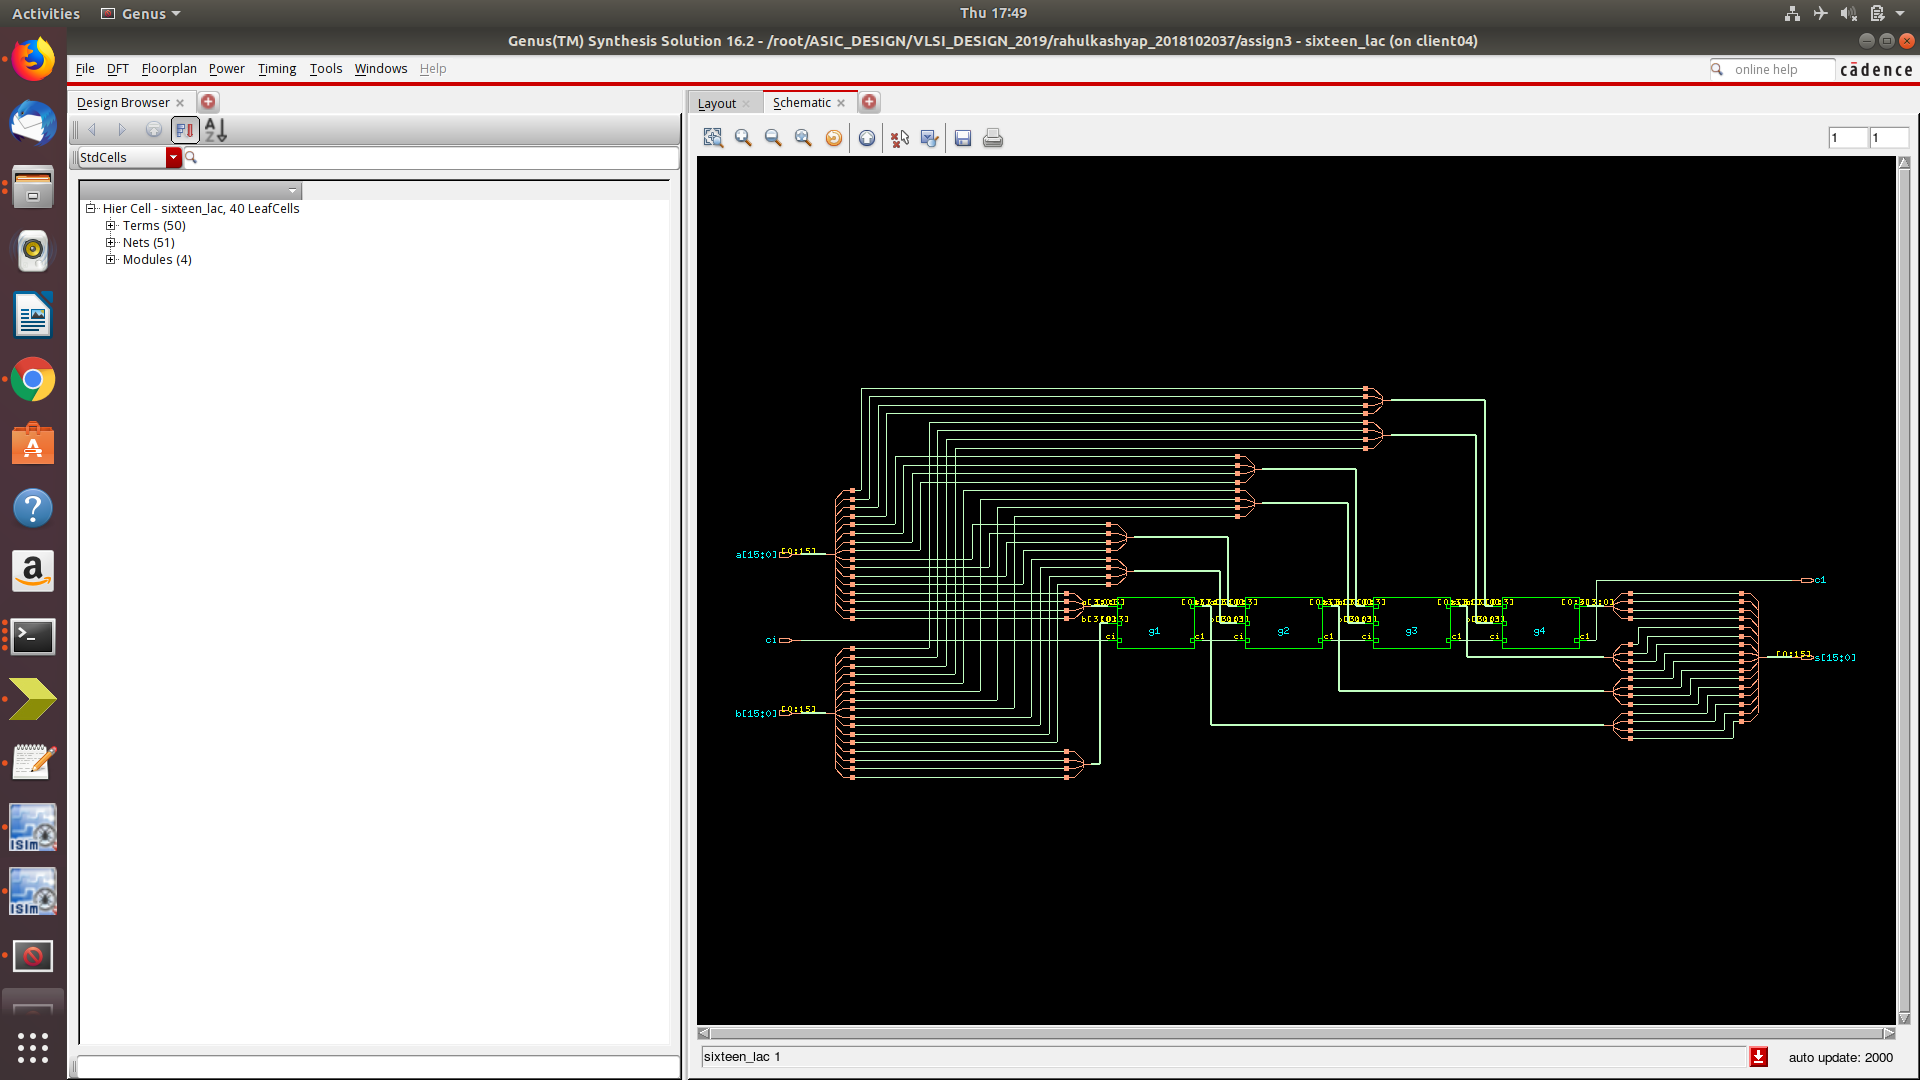 Activities Genus Thu 17:49
Genus(TM) Synthesis Solution 16.2 - /root/ASIC_DESIGN/VLSI_DESIGN_2019/rahulkashyap_2018102037/assign3 - sixteen_lac (on client04)
File DFT Floorplan Power Timing Tools Windows Help online help cādence
Design Browser Layout Schematic
A
Z
1 1
StdCells
Hier Cell - sixteen_lac, 40 LeafCells
Terms (50)
Nets (51)
Modules (4)
a[15:0] [0:15]
c1
g1 g2 g3 g4
ci ci c1 ci c1 ci c1 ci c1
[0:15] s[15:0]
b[15:0] [0:15]
ISim
ISim
sixteen_lac 1 auto update: 2000